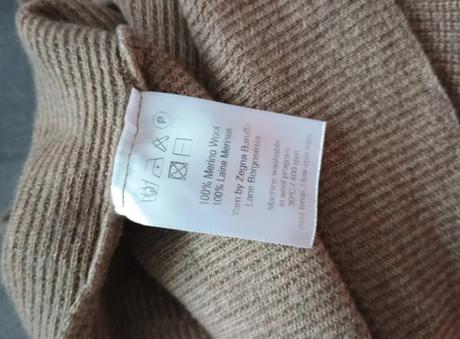 P
100% Merino Wool
100% Laine Merinos
Yarn by Zegna Baruffa
Lane Borgosesia
Machine washable
in wool program
30°C / 400 rpm